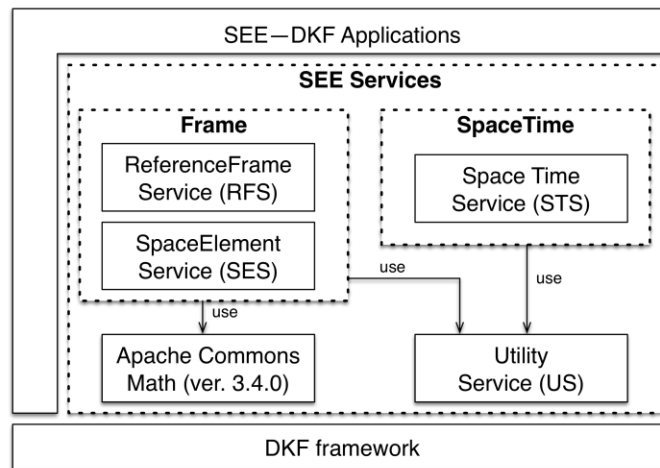 SEE—DKF Applications
SEE Services
Frame
ReferenceFrame
Service (RFS)
SpaceElement
Service (SES)
SpaceTime
Space Time
Service (STS)
use
use
use
Apache Commons
Math (ver. 3.4.0)
Utility
Service (US)
DKF framework